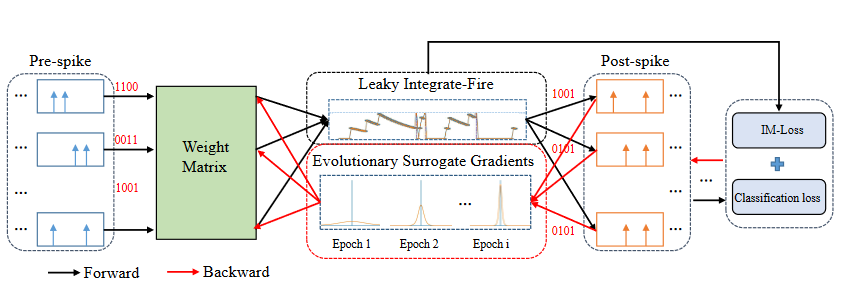 Pre-spike
1100
0011
1001
...
...
...
...
Weight
Matrix
Leaky Integrate-Fire
Evolutionary Surrogate Gradients
...
Epoch 1
Epoch 2
Epoch i
Post-spike
1001
0101
0101
...
...
...
...
...
IM-Loss
Classification loss
Forward
Backward